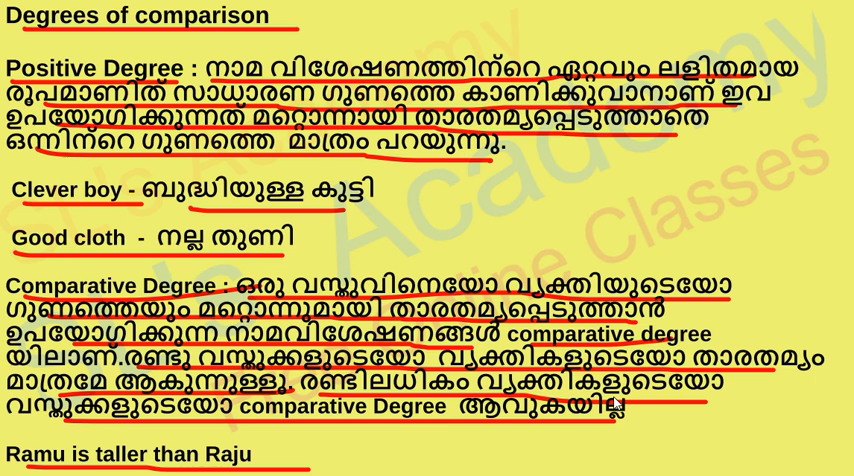 Degrees of comparison
Positive Degree : നാമ വിശേഷണത്തിന്റെ ഏറ്റവും ലളിതമായ
രൂപമാണിത് സാധാരണ ഗുണത്തെ കാണിക്കുവാനാണ് ഇവ
ഉപയോഗിക്കുന്നത് മറ്റൊന്നായി താരതമ്യപ്പെടുത്താതെ
ഒന്നിന്റെ ഗുണത്തെ മാത്രം പറയുന്നു.
Clever boy - ബുദ്ധിയുള്ള കുട്ടി
Good cloth - നല്ല തുണി
Comparative Degree : ഒരു വസ്തുവിനെയോ വ്യക്തിയുടെയോ
ഗുണത്തെയും മറ്റൊന്നുമായി താരതമ്യപ്പെടുത്താൻ
ഉപയോഗിക്കുന്ന നാമവിശേഷണങ്ങൾ comparative degree
യിലാണ്.രണ്ടു വസ്തുക്കളുടെയോ വ്യക്തികളുടെയോ താരതമ്യം
മാത്രമേ ആകുന്നുള്ളൂ. രണ്ടിലധികം വ്യക്തികളുടെയോ
വസ്തുക്കളുടെയോ comparative Degree ആവുകയില്ല
Ramu is taller than Raju
Academy
Classes